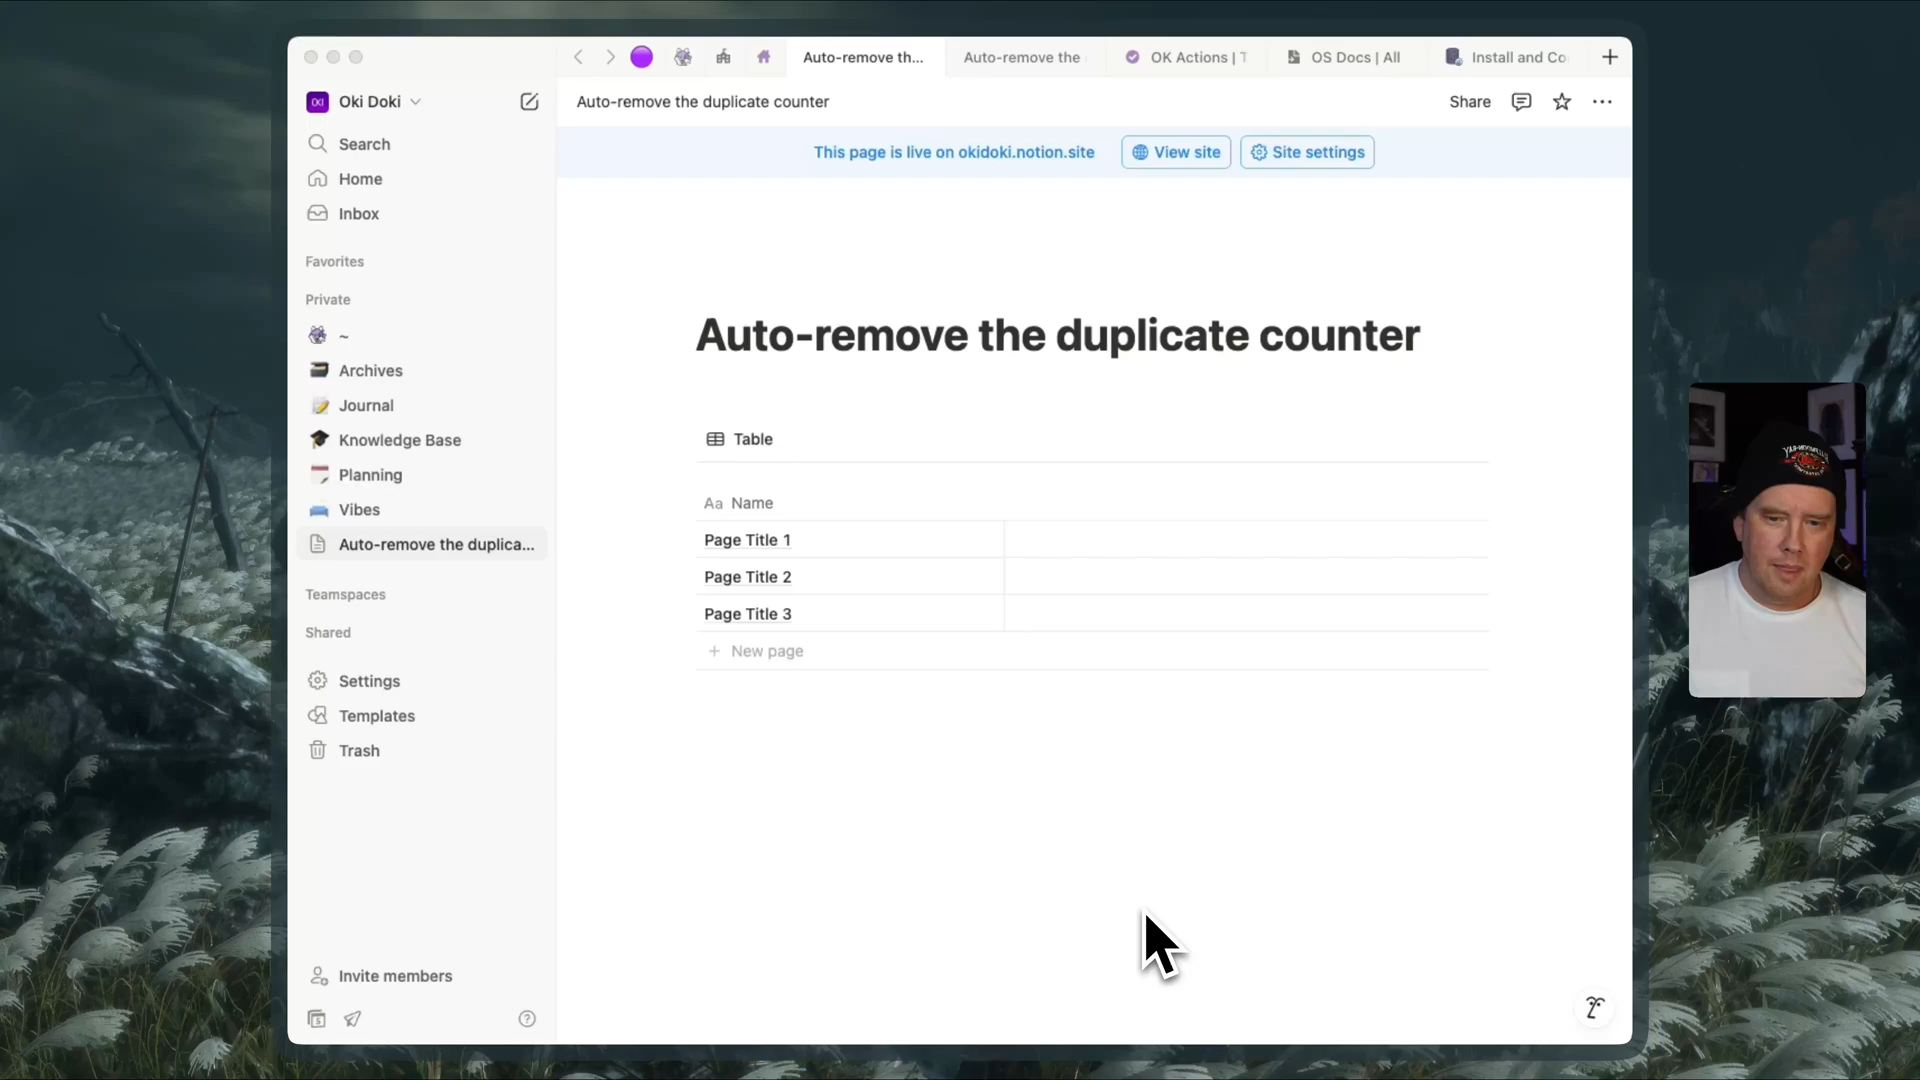 Auto-remove th...
Auto-remove the
OK Actions | T
OS Docs | All
Install and Co
OKI
Oki Doki
Auto-remove the duplicate counter
Share
This page is live on okidoki.notion.site
View site
Site settings
Search
Home
Inbox
Favorites
Private
~
Archives
Journal
Knowledge Base
Planning
Vibes
Auto-remove the duplica...
Teamspaces
Shared
Settings
Templates
Trash
Invite members
Auto-remove the duplicate counter
Table
Aa Name
Page Title 1
Page Title 2
Page Title 3
+ New page